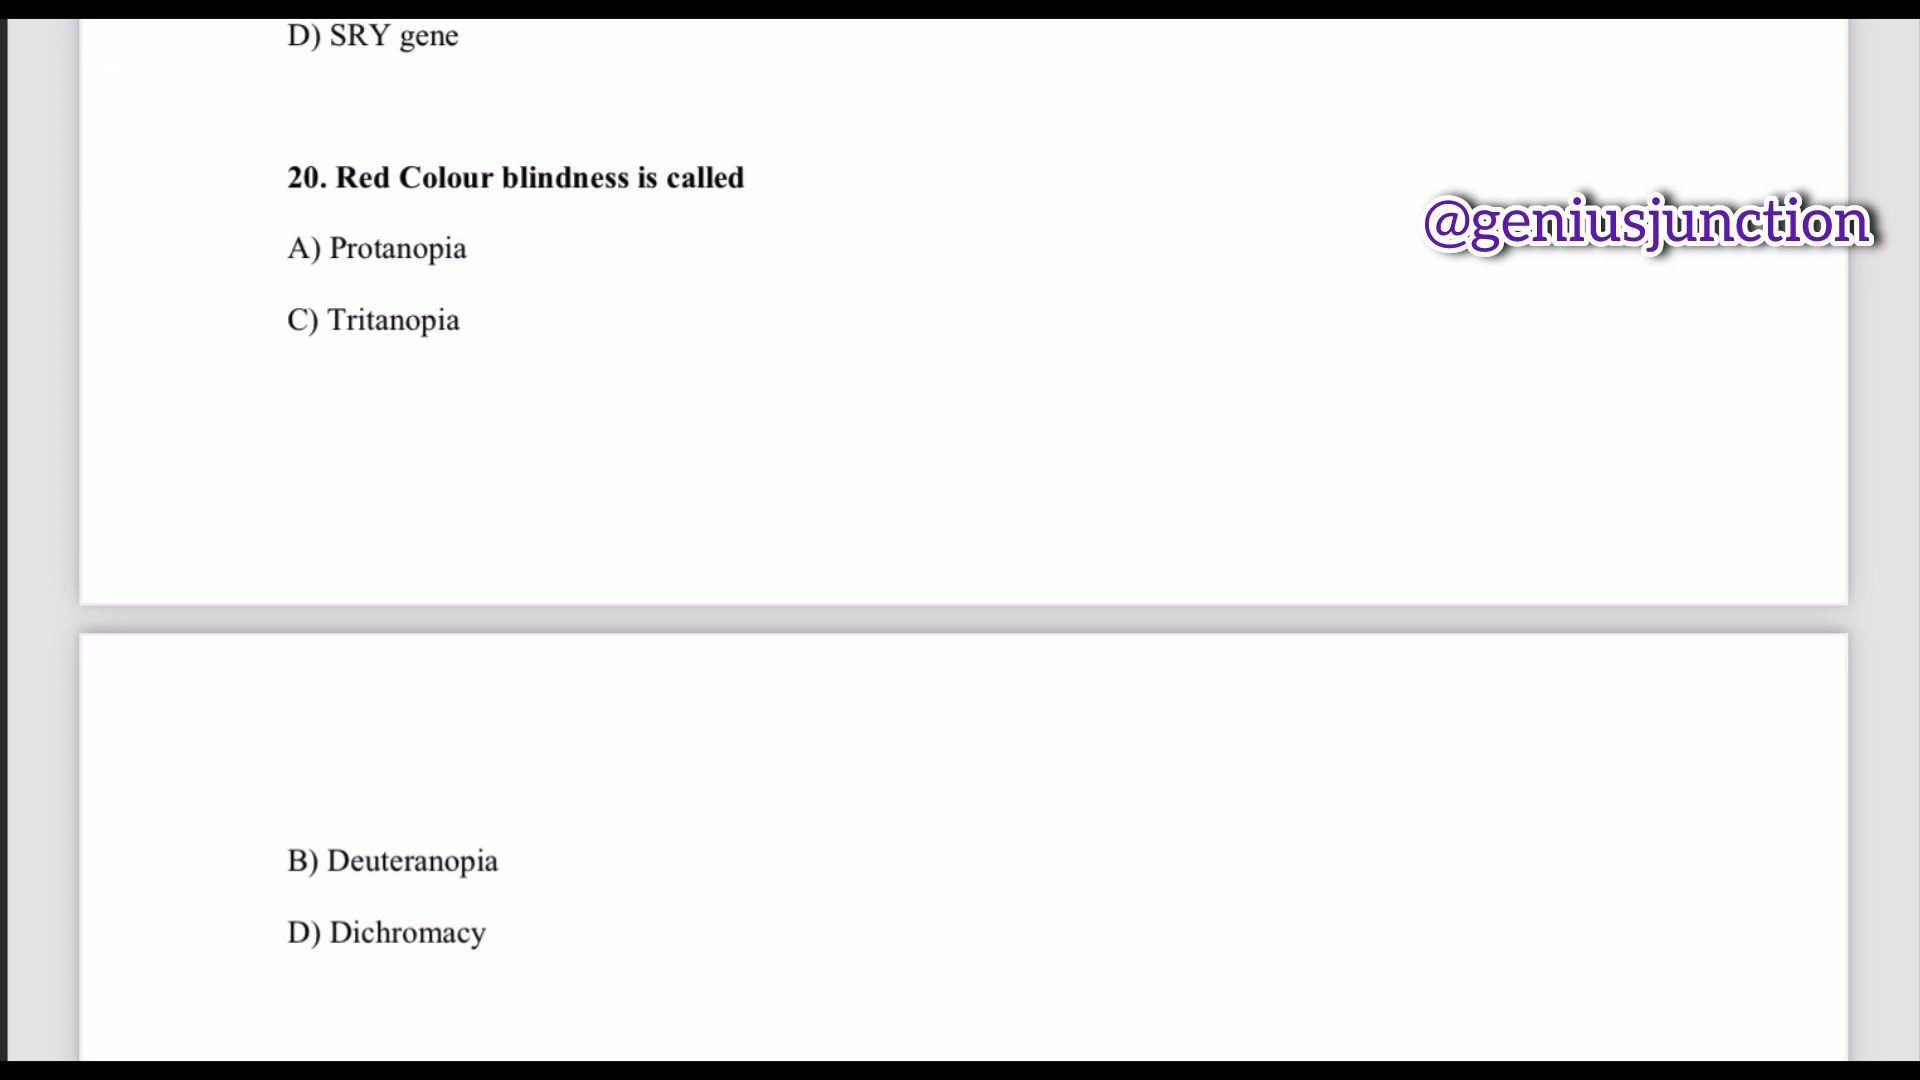 D) SRY gene
20. Red Colour blindness is called
@geniusjunction
A) Protanopia
C) Tritanopia
B) Deuteranopia
D) Dichromacy